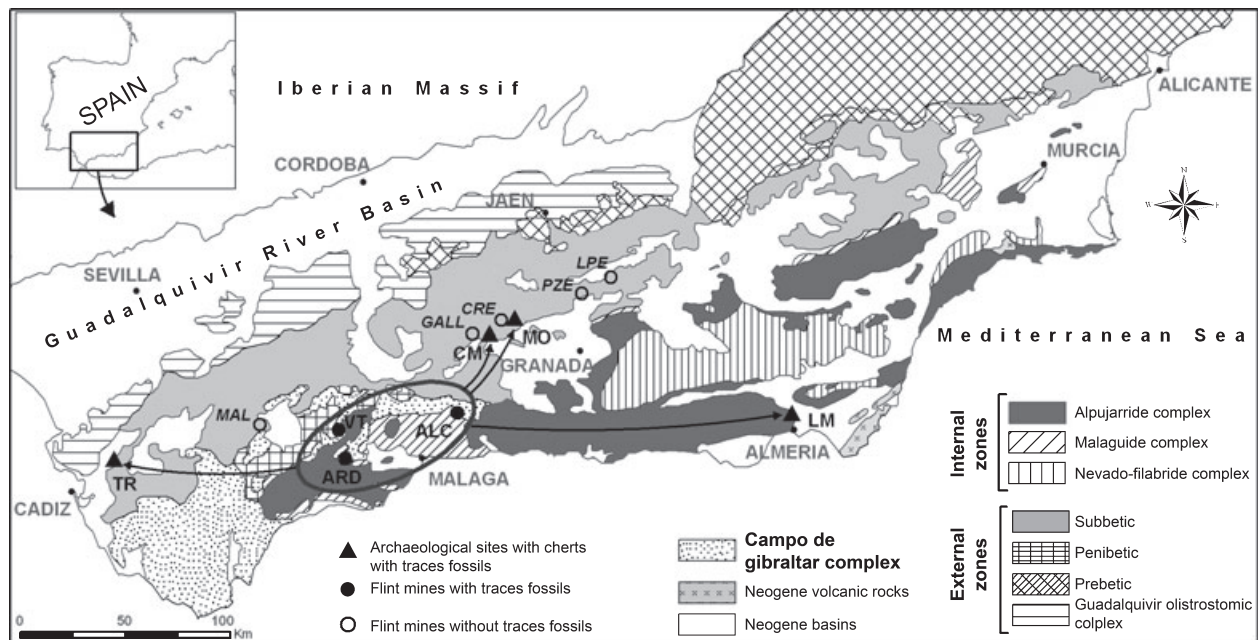 SPAIN
Iberian Massif
ALICANTE
MURCIA
CORDOBA
JAEN
Guadalquivir River Basin
SEVILLA
LPE
PZE
CRE
GALL
CM
MO
GRANADA
Mediterranean Sea
MAL
VT
ALC
ARD
MALAGA
LM
ALMERIA
TR
CADIZ
N
W
E
S
Internal zones
Alpujarride complex
Malaguide complex
Nevado-filabride complex
External zones
Subbetic
Penibetic
Prebetic
Guadalquivir olistrostomic
colplex
Archaeological sites with cherts
with traces fossils
Flint mines with traces fossils
Flint mines without traces fossils
Campo de
gibraltar complex
Neogene volcanic rocks
Neogene basins
0 50 100
Km